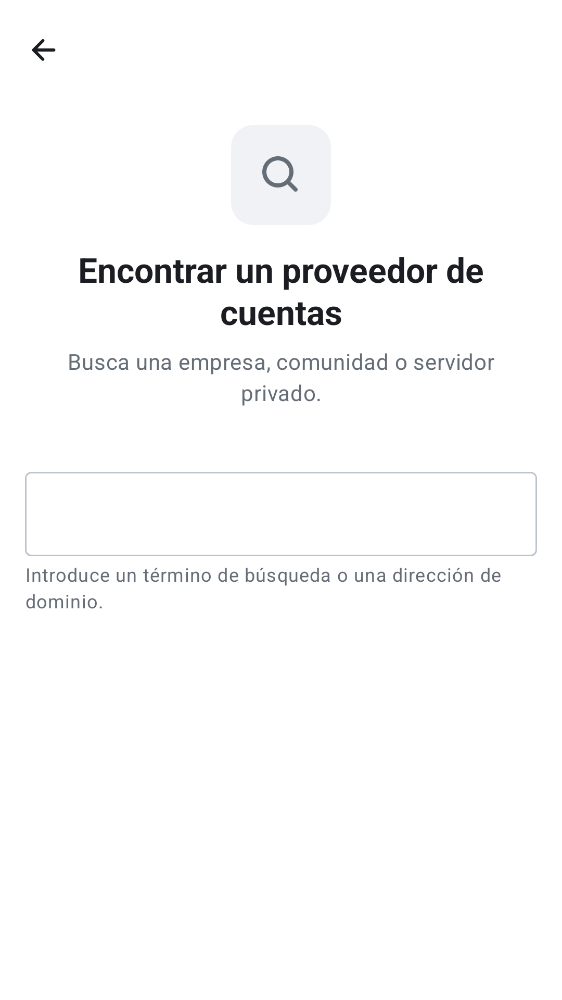 Encontrar un proveedor de
cuentas
Busca una empresa, comunidad o servidor
privado.
Introduce un término de búsqueda o una dirección de
dominio.